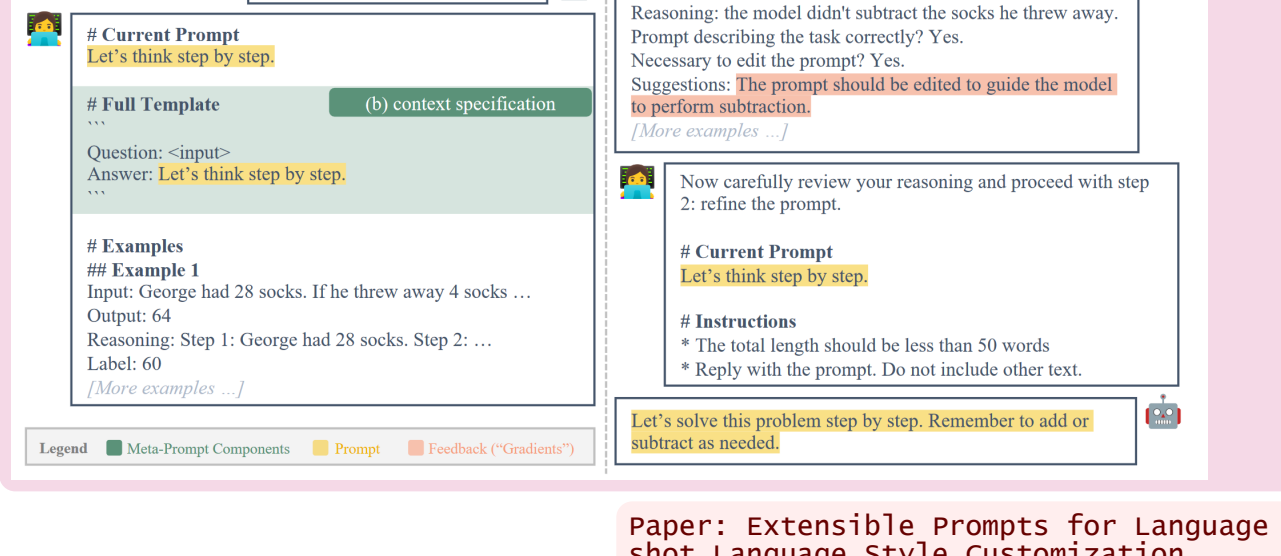 # Current Prompt
Let's think step by step.
# Full Template
(b) context specification
```
Question: <input>
Answer: Let's think step by step.
```
# Examples
## Example 1
Input: George had 28 socks. If he threw away 4 socks …
Output: 64
Reasoning: Step 1: George had 28 socks. Step 2: …
Label: 60
[More examples …]
Legend
Meta-Prompt Components
Prompt
Feedback ("Gradients")
Reasoning: the model didn't subtract the socks he threw away.
Prompt describing the task correctly? Yes.
Necessary to edit the prompt? Yes.
Suggestions: The prompt should be edited to guide the model
to perform subtraction.
[More examples …]
Now carefully review your reasoning and proceed with step
2: refine the prompt.
# Current Prompt
Let's think step by step.
# Instructions
* The total length should be less than 50 words
* Reply with the prompt. Do not include other text.
Let's solve this problem step by step. Remember to add or
subtract as needed.
Paper: Extensible Prompts for Language
shot Language Style Customization